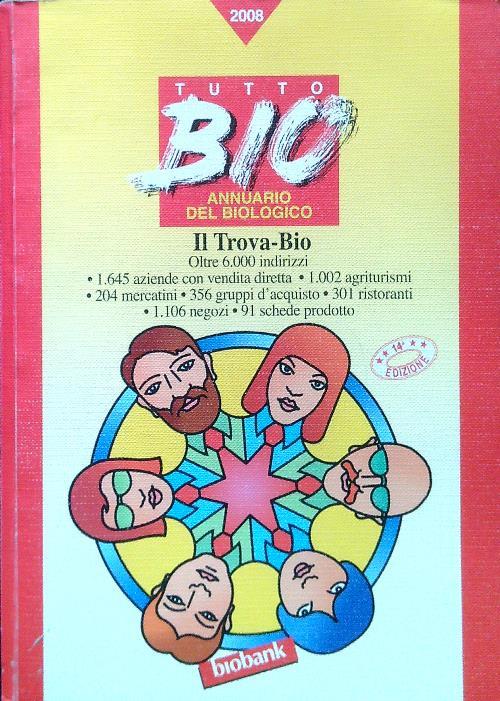 2008
TUTTO
BIO
ANNUARIO
DEL BIOLOGICO
Il Trova-Bio
Oltre 6.000 indirizzi
• 1.645 aziende con vendita diretta • 1.002 agriturismi
• 204 mercatini • 356 gruppi d'acquisto • 301 ristoranti
• 1.106 negozi • 91 schede prodotto
14ª
EDIZIONE
biobank